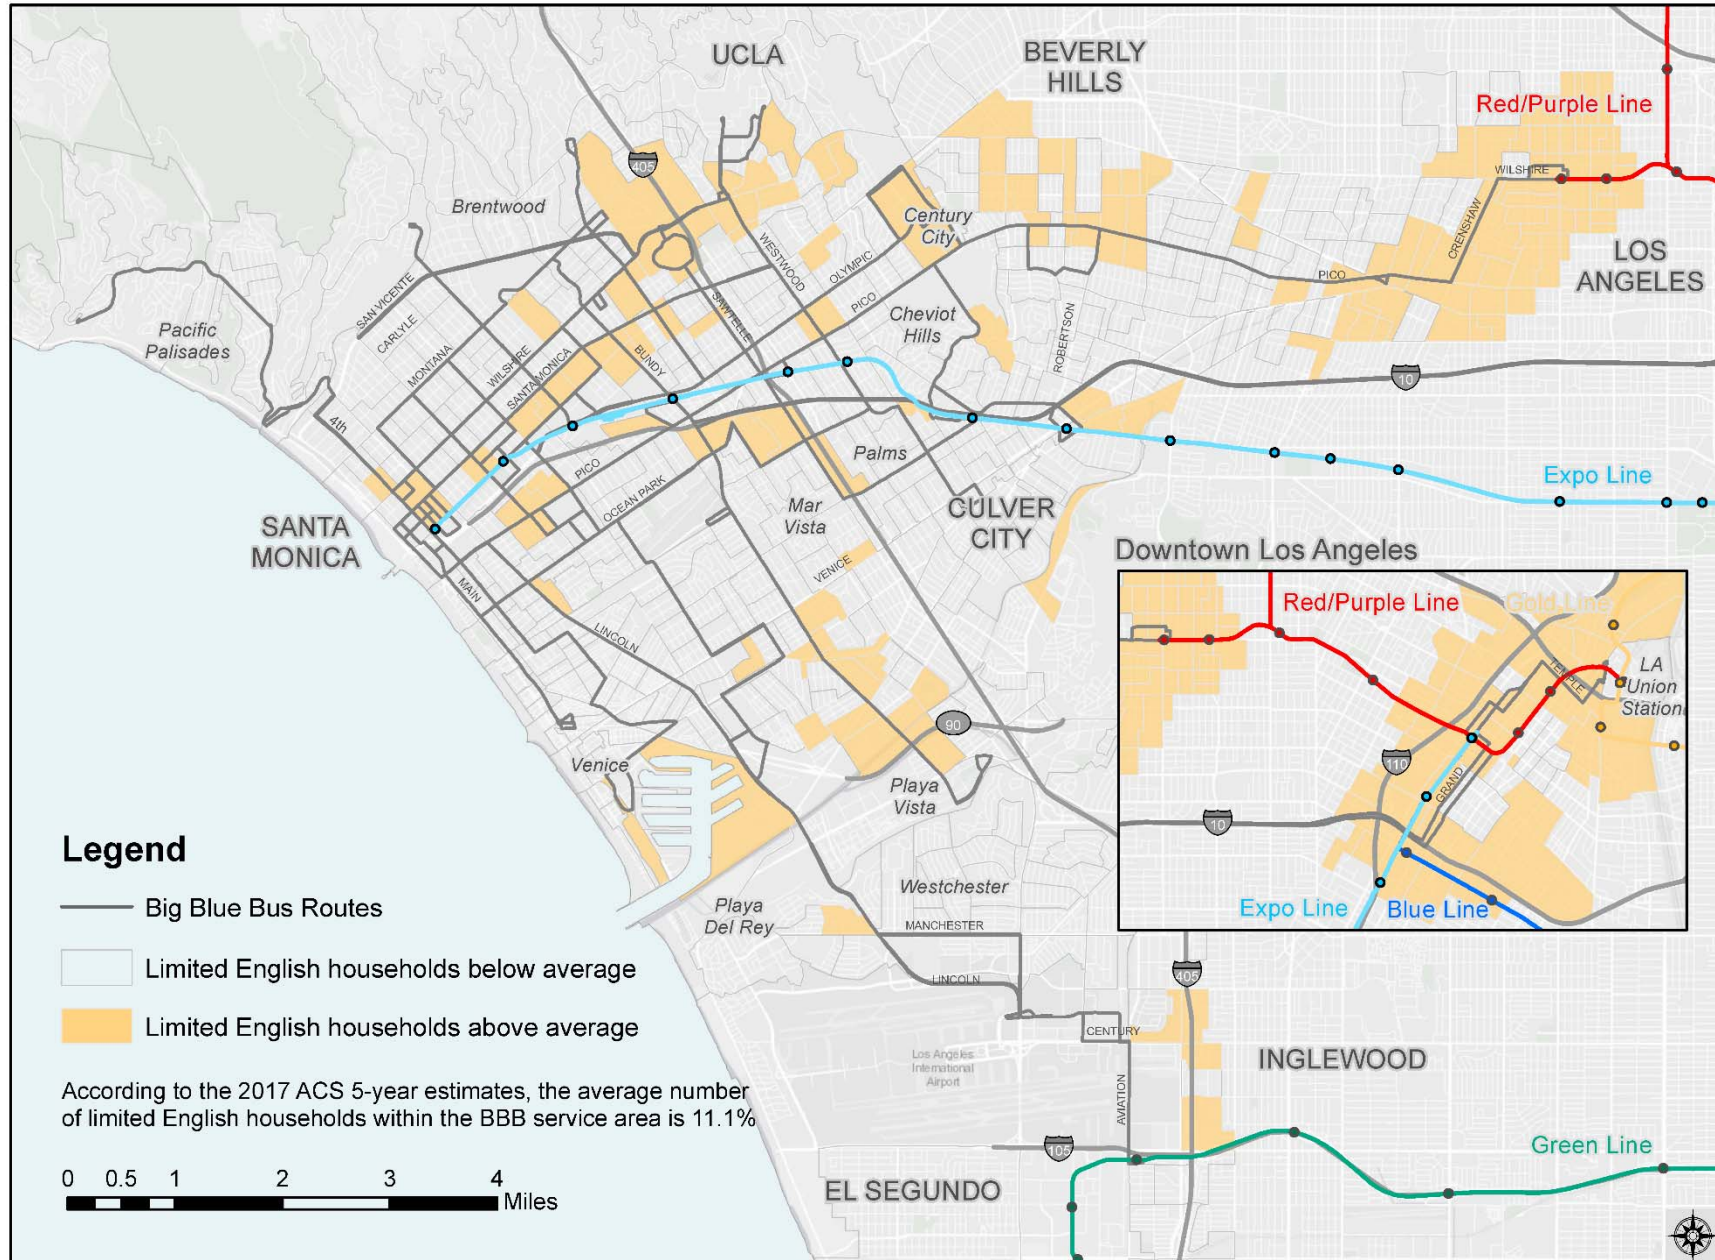 UCLA
BEVERLY
HILLS
Red/Purple Line
405
WILSHIRE
Brentwood
Century
City
CRENSHAW
LOS
ANGELES
WESTWOOD
OLYMPIC
PICO
SAN VICENTE
SAWTELLE
PICO
CARLYLE
Cheviot
Hills
Pacific
Palisades
ROBERTSON
BUNDY
MONTANA
WILSHIRE
SANTA MONICA
10
4th
Palms
PICO
Expo Line
OCEAN PARK
Mar
Vista
CULVER
CITY
SANTA
MONICA
Downtown Los Angeles
VENICE
MAIN
LINCOLN
Red/Purple Line
Gold Line
TEMPLE
LA
Union
Station
90
110
GRAND
10
Expo Line
Blue Line
Venice
Playa
Vista
Westchester
Playa
Del Rey
MANCHESTER
LINCOLN
405
CENTURY
Los Angeles
International
Airport
INGLEWOOD
AVIATION
105
Green Line
EL SEGUNDO
Legend
Big Blue Bus Routes
Limited English households below average
Limited English households above average
According to the 2017 ACS 5-year estimates, the average number
of limited English households within the BBB service area is 11.1%
0 0.5 1 2 3 4
Miles